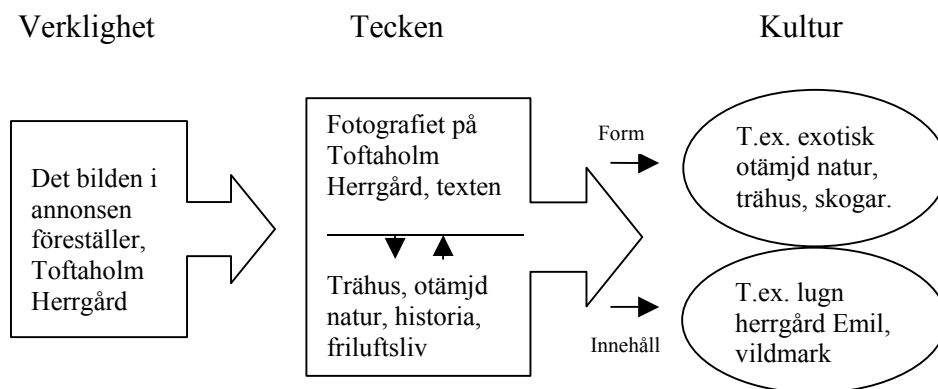 Verklighet
Tecken
Kultur
Det bilden i
annonsen
föreställer,
Toftaholm
Herrgård
Fotografiet på
Toftaholm
Herrgård, texten
Trähus, otämjd
natur, historia,
friluftsliv
Form
T.ex. exotisk
otämjd natur,
trähus, skogar.
Innehåll
T.ex. lugn
herrgård Emil,
vildmark